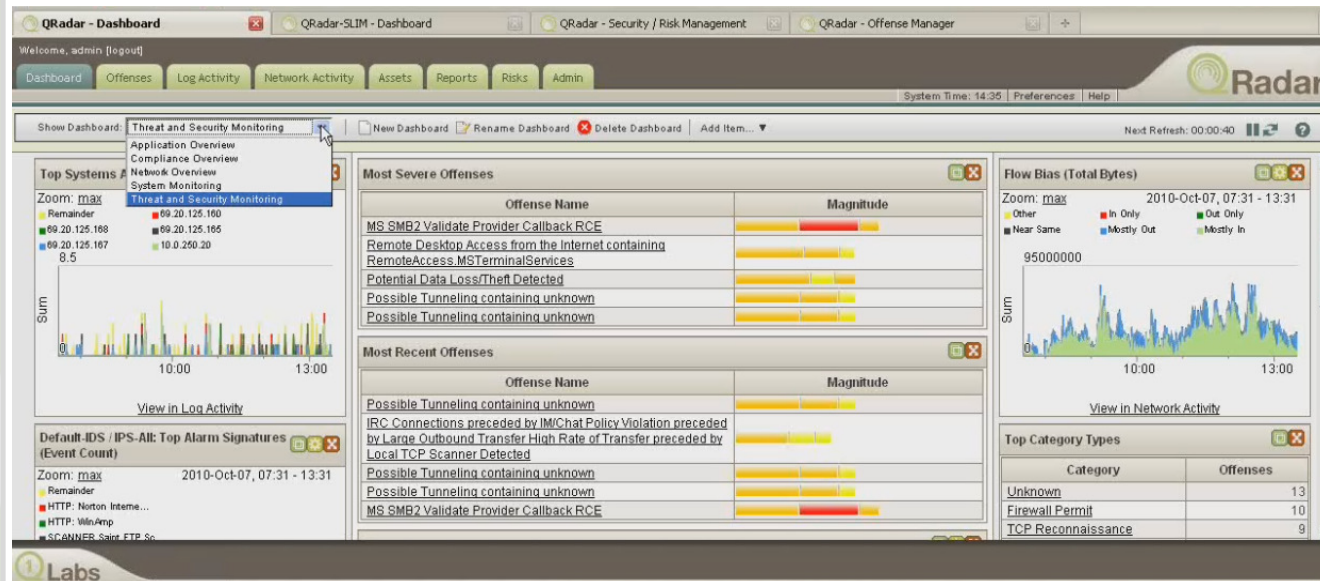 QRadar - Dashboard
QRadar-SLIM - Dashboard
QRadar - Security / Risk Management
QRadar - Offense Manager
Welcome, admin [logout]
Dashboard
Offenses
Log Activity
Network Activity
Assets
Reports
Risks
Admin
QRadar
System Time: 14:35
Preferences
Help
Show Dashboard:
Threat and Security Monitoring
New Dashboard
Rename Dashboard
Delete Dashboard
Add Item...
Next Refresh: 00:00:40
Application Overview
Compliance Overview
Network Overview
System Monitoring
Threat and Security Monitoring
Top Systems
Zoom: max
Remainder
69.20.125.160
69.20.125.168
69.20.125.165
69.20.125.167
10.0.250.20
8.5
Sum
0
10:00
13:00
View in Log Activity
Default-IDS / IPS-All: Top Alarm Signatures
(Event Count)
Zoom: max
2010-Oct-07, 07:31 - 13:31
Remainder
HTTP: Norton Interne...
HTTP: WinAmp
SCANNER Saint FTP Sc
Most Severe Offenses
Offense Name
Magnitude
MS SMB2 Validate Provider Callback RCE
Remote Desktop Access from the Internet containing
RemoteAccess.MSTerminalServices
Potential Data Loss/Theft Detected
Possible Tunneling containing unknown
Possible Tunneling containing unknown
Most Recent Offenses
Offense Name
Magnitude
Possible Tunneling containing unknown
IRC Connections preceded by IM/Chat Policy Violation preceded
by Large Outbound Transfer High Rate of Transfer preceded by
Local TCP Scanner Detected
Possible Tunneling containing unknown
Possible Tunneling containing unknown
MS SMB2 Validate Provider Callback RCE
Flow Bias (Total Bytes)
Zoom: max
2010-Oct-07, 07:31 - 13:31
Other
In Only
Out Only
Near Same
Mostly Out
Mostly In
95000000
Sum
0
10:00
13:00
View in Network Activity
Top Category Types
Category
Offenses
Unknown
13
Firewall Permit
10
TCP Reconnaissance
9
1
Labs